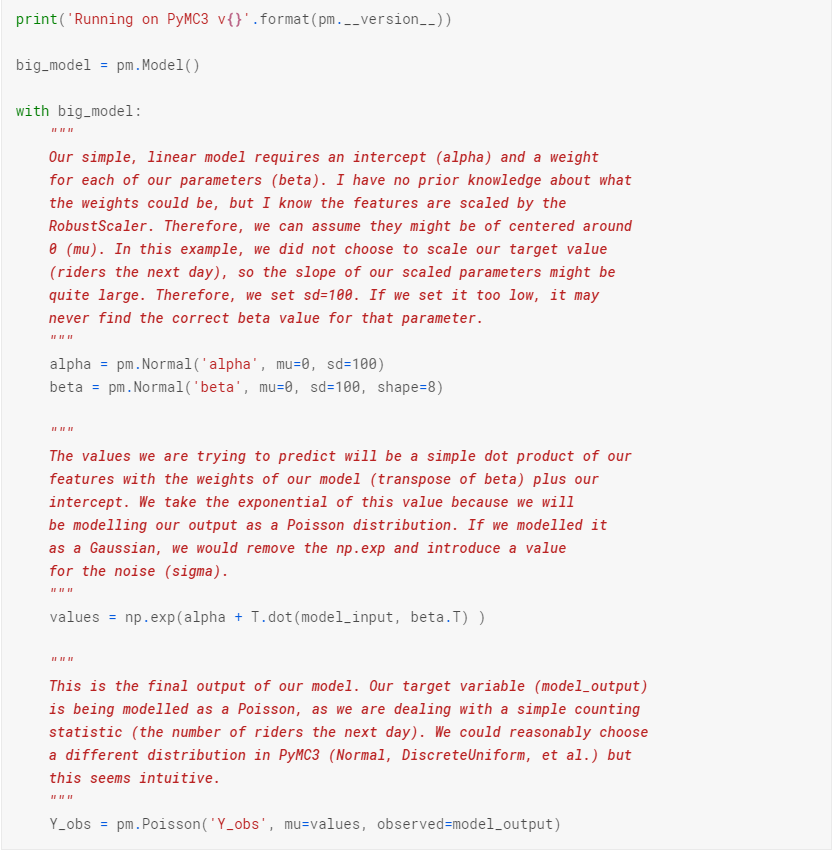 print('Running on PyMC3 v{}'.format(pm.__version__))
big_model = pm.Model()
with big_model:
"""
Our simple, linear model requires an intercept (alpha) and a weight
for each of our parameters (beta). I have no prior knowledge about what
the weights could be, but I know the features are scaled by the
RobustScaler. Therefore, we can assume they might be of centered around
0 (mu). In this example, we did not choose to scale our target value
(riders the next day), so the slope of our scaled parameters might be
quite large. Therefore, we set sd=100. If we set it too low, it may
never find the correct beta value for that parameter.
"""
alpha = pm.Normal('alpha', mu=0, sd=100)
beta = pm.Normal('beta', mu=0, sd=100, shape=8)
"""
The values we are trying to predict will be a simple dot product of our
features with the weights of our model (transpose of beta) plus our
intercept. We take the exponential of this value because we will
be modelling our output as a Poisson distribution. If we modelled it
as a Gaussian, we would remove the np.exp and introduce a value
for the noise (sigma).
"""
values = np.exp(alpha + T.dot(model_input, beta.T) )
"""
This is the final output of our model. Our target variable (model_output)
is being modelled as a Poisson, as we are dealing with a simple counting
statistic (the number of riders the next day). We could reasonably choose
a different distribution in PyMC3 (Normal, DiscreteUniform, et al.) but
this seems intuitive.
"""
Y_obs = pm.Poisson('Y_obs', mu=values, observed=model_output)